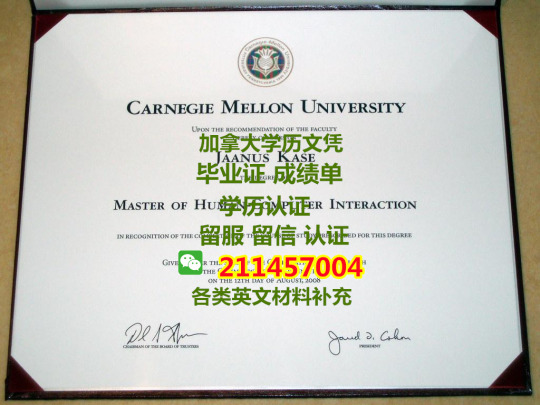 CARNEGIE MELLON UNIVERSITY
UPON THE RECOMMENDATION OF THE FACULTY
加拿大学历文凭
JAANUS KASE
毕业证 成绩单
MASTER OF HUMAN COMPUTER INTERACTION
学历认证
IN RECOGNITION OF THE FOR THIS DEGREE
留服 留信 认证
211457004
ON THE 12TH DAY OF AUGUST, 2008
各类英文材料补充
CHAIRMAN OF THE BOARD OF TRUSTEES
PRESIDENT